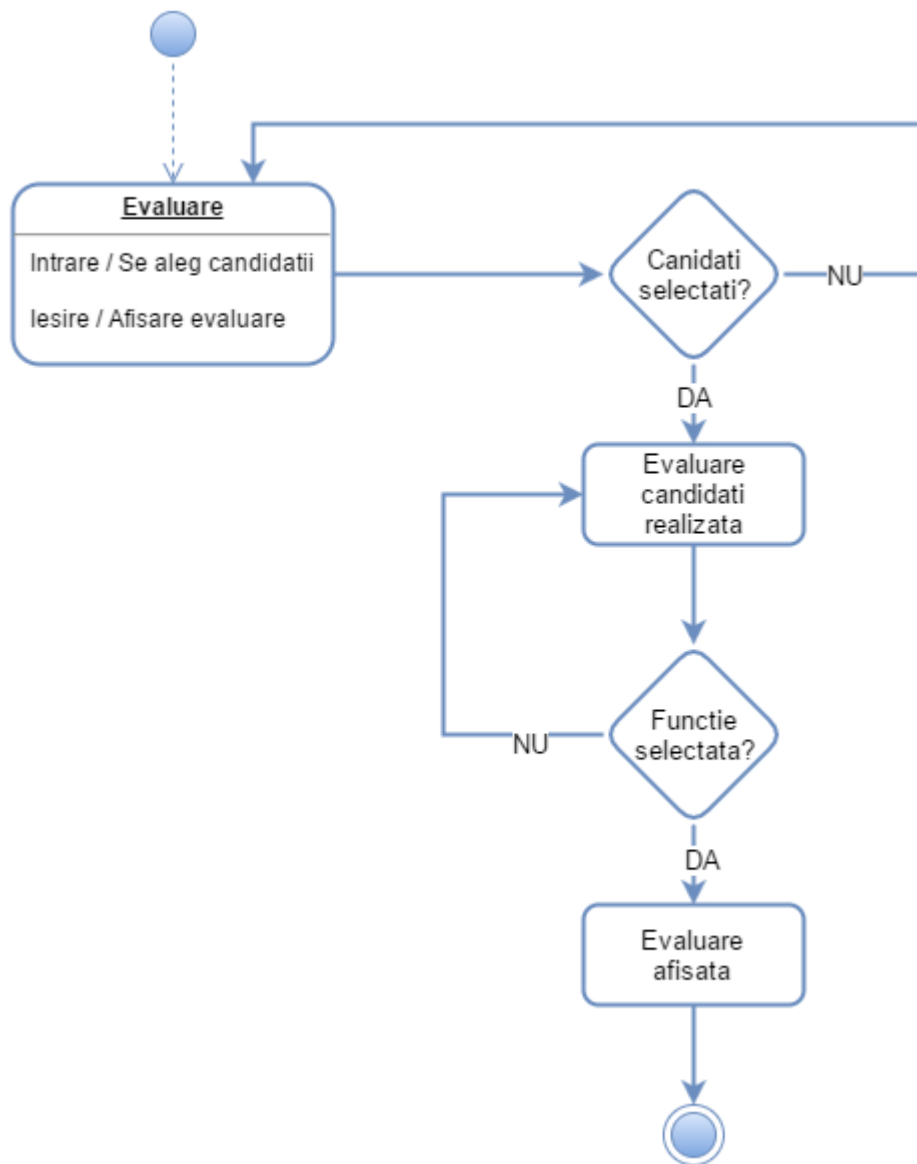 Evaluare
Intrare / Se aleg candidatii
Iesire / Afisare evaluare
Canidati
selectati?
NU
DA
Evaluare
candidati
realizata
Functie
selectata?
NU
DA
Evaluare
afisata